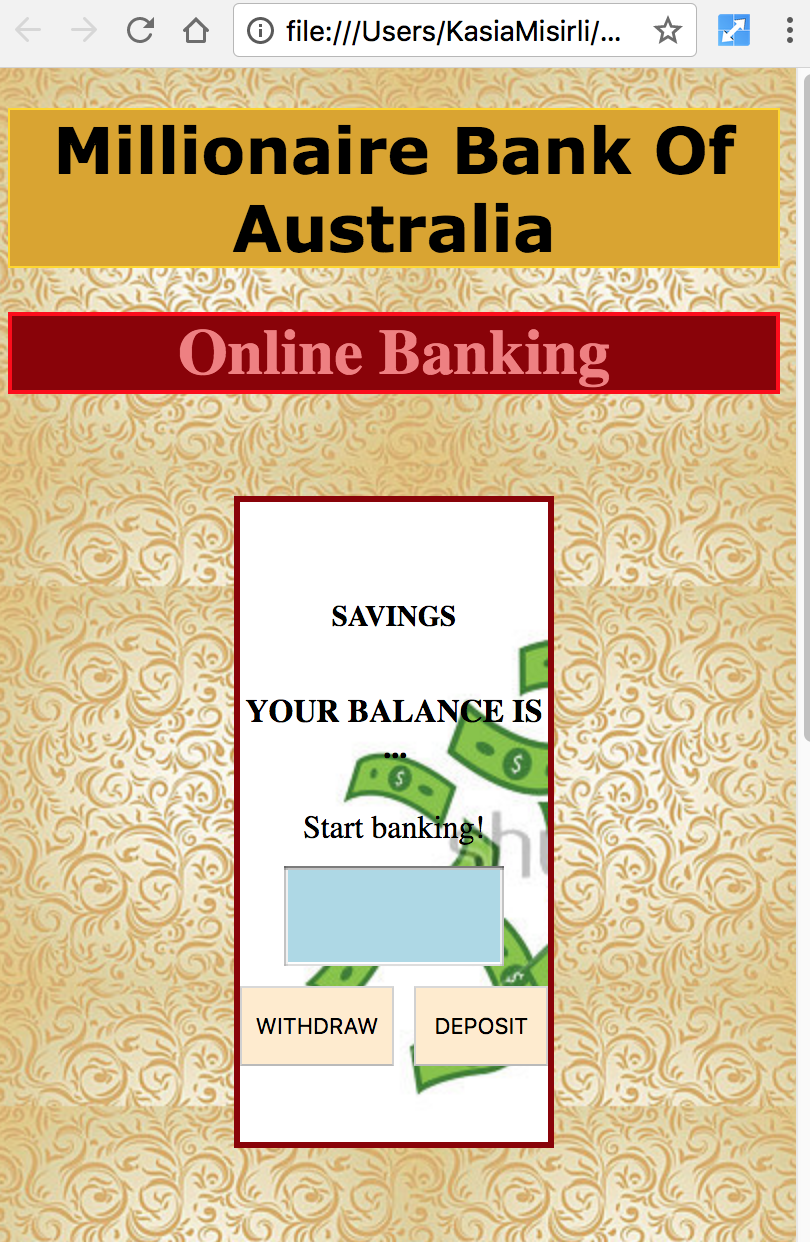 file:///Users/KasiaMisirli/...
Millionaire Bank Of
Australia
Online Banking
SAVINGS
YOUR BALANCE IS
...
Start banking!
WITHDRAW
DEPOSIT